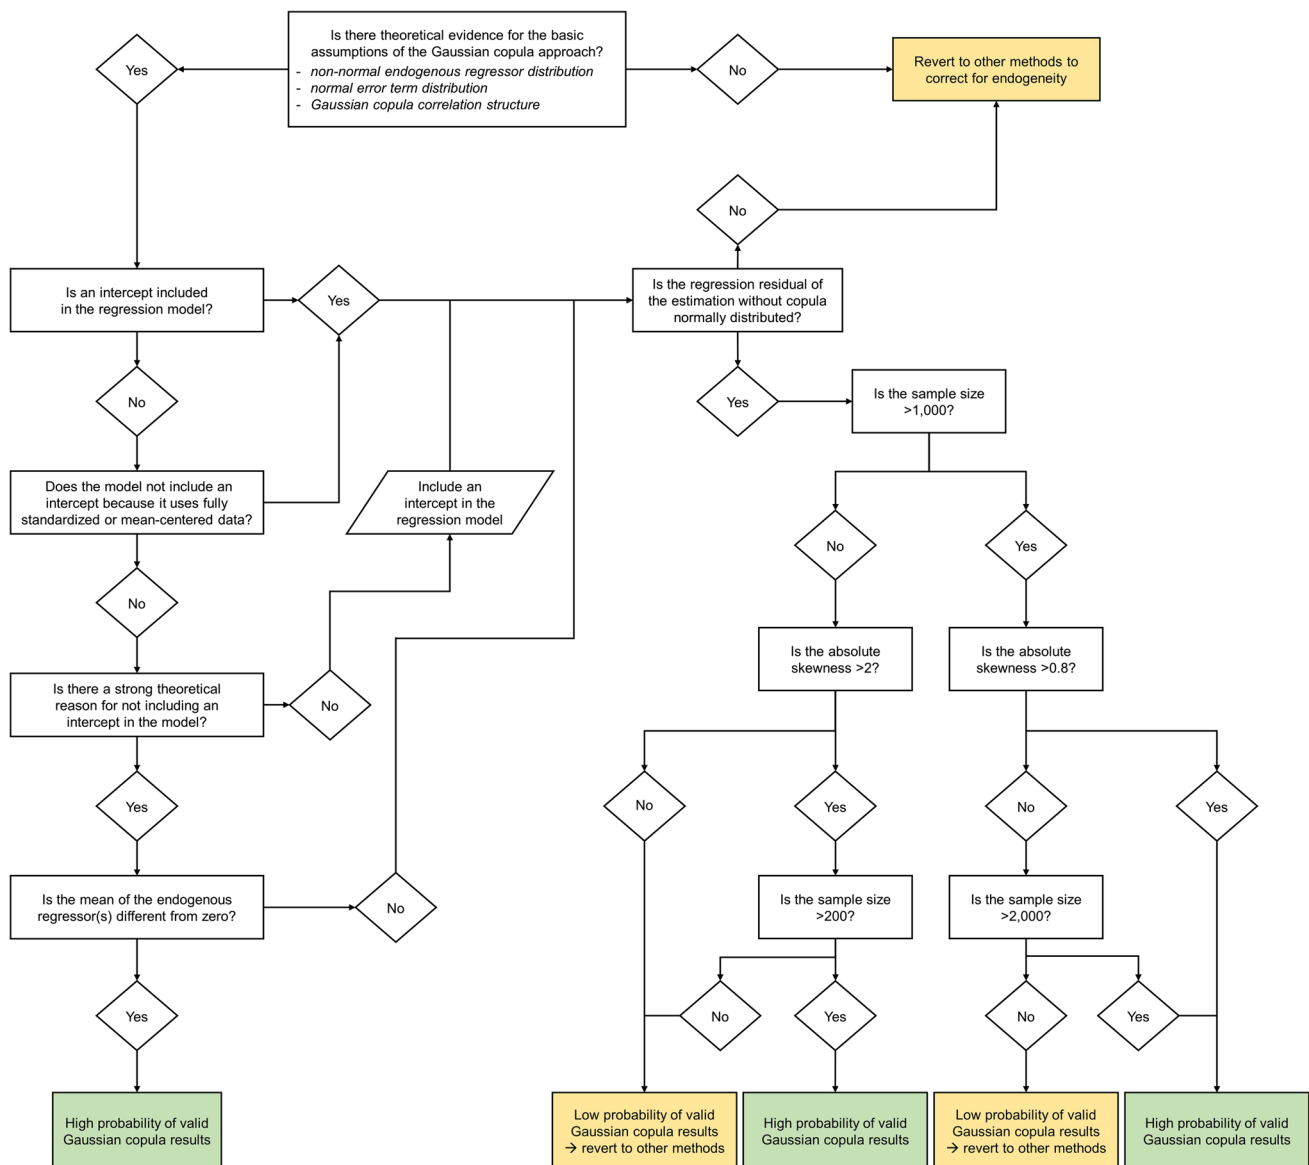 Is there theoretical evidence for the basic
assumptions of the Gaussian copula approach?
- non-normal endogenous regressor distribution
- normal error term distribution
- Gaussian copula correlation structure
Yes
No
Revert to other methods to
correct for endogeneity
No
Is an intercept included
in the regression model?
Yes
Is the regression residual of
the estimation without copula
normally distributed?
No
Yes
Is the sample size
>1,000?
Does the model not include an
intercept because it uses fully
standardized or mean-centered data?
Include an
intercept in the
regression model
No
Yes
No
Is the absolute
skewness >2?
Is the absolute
skewness >0.8?
Is there a strong theoretical
reason for not including an
intercept in the model?
No
Yes
No
Yes
No
Yes
Is the mean of the endogenous
regressor(s) different from zero?
No
Is the sample size
>200?
Is the sample size
>2,000?
Yes
No
Yes
No
Yes
High probability of valid
Gaussian copula results
Low probability of valid
Gaussian copula results
→ revert to other methods
High probability of valid
Gaussian copula results
Low probability of valid
Gaussian copula results
→ revert to other methods
High probability of valid
Gaussian copula results